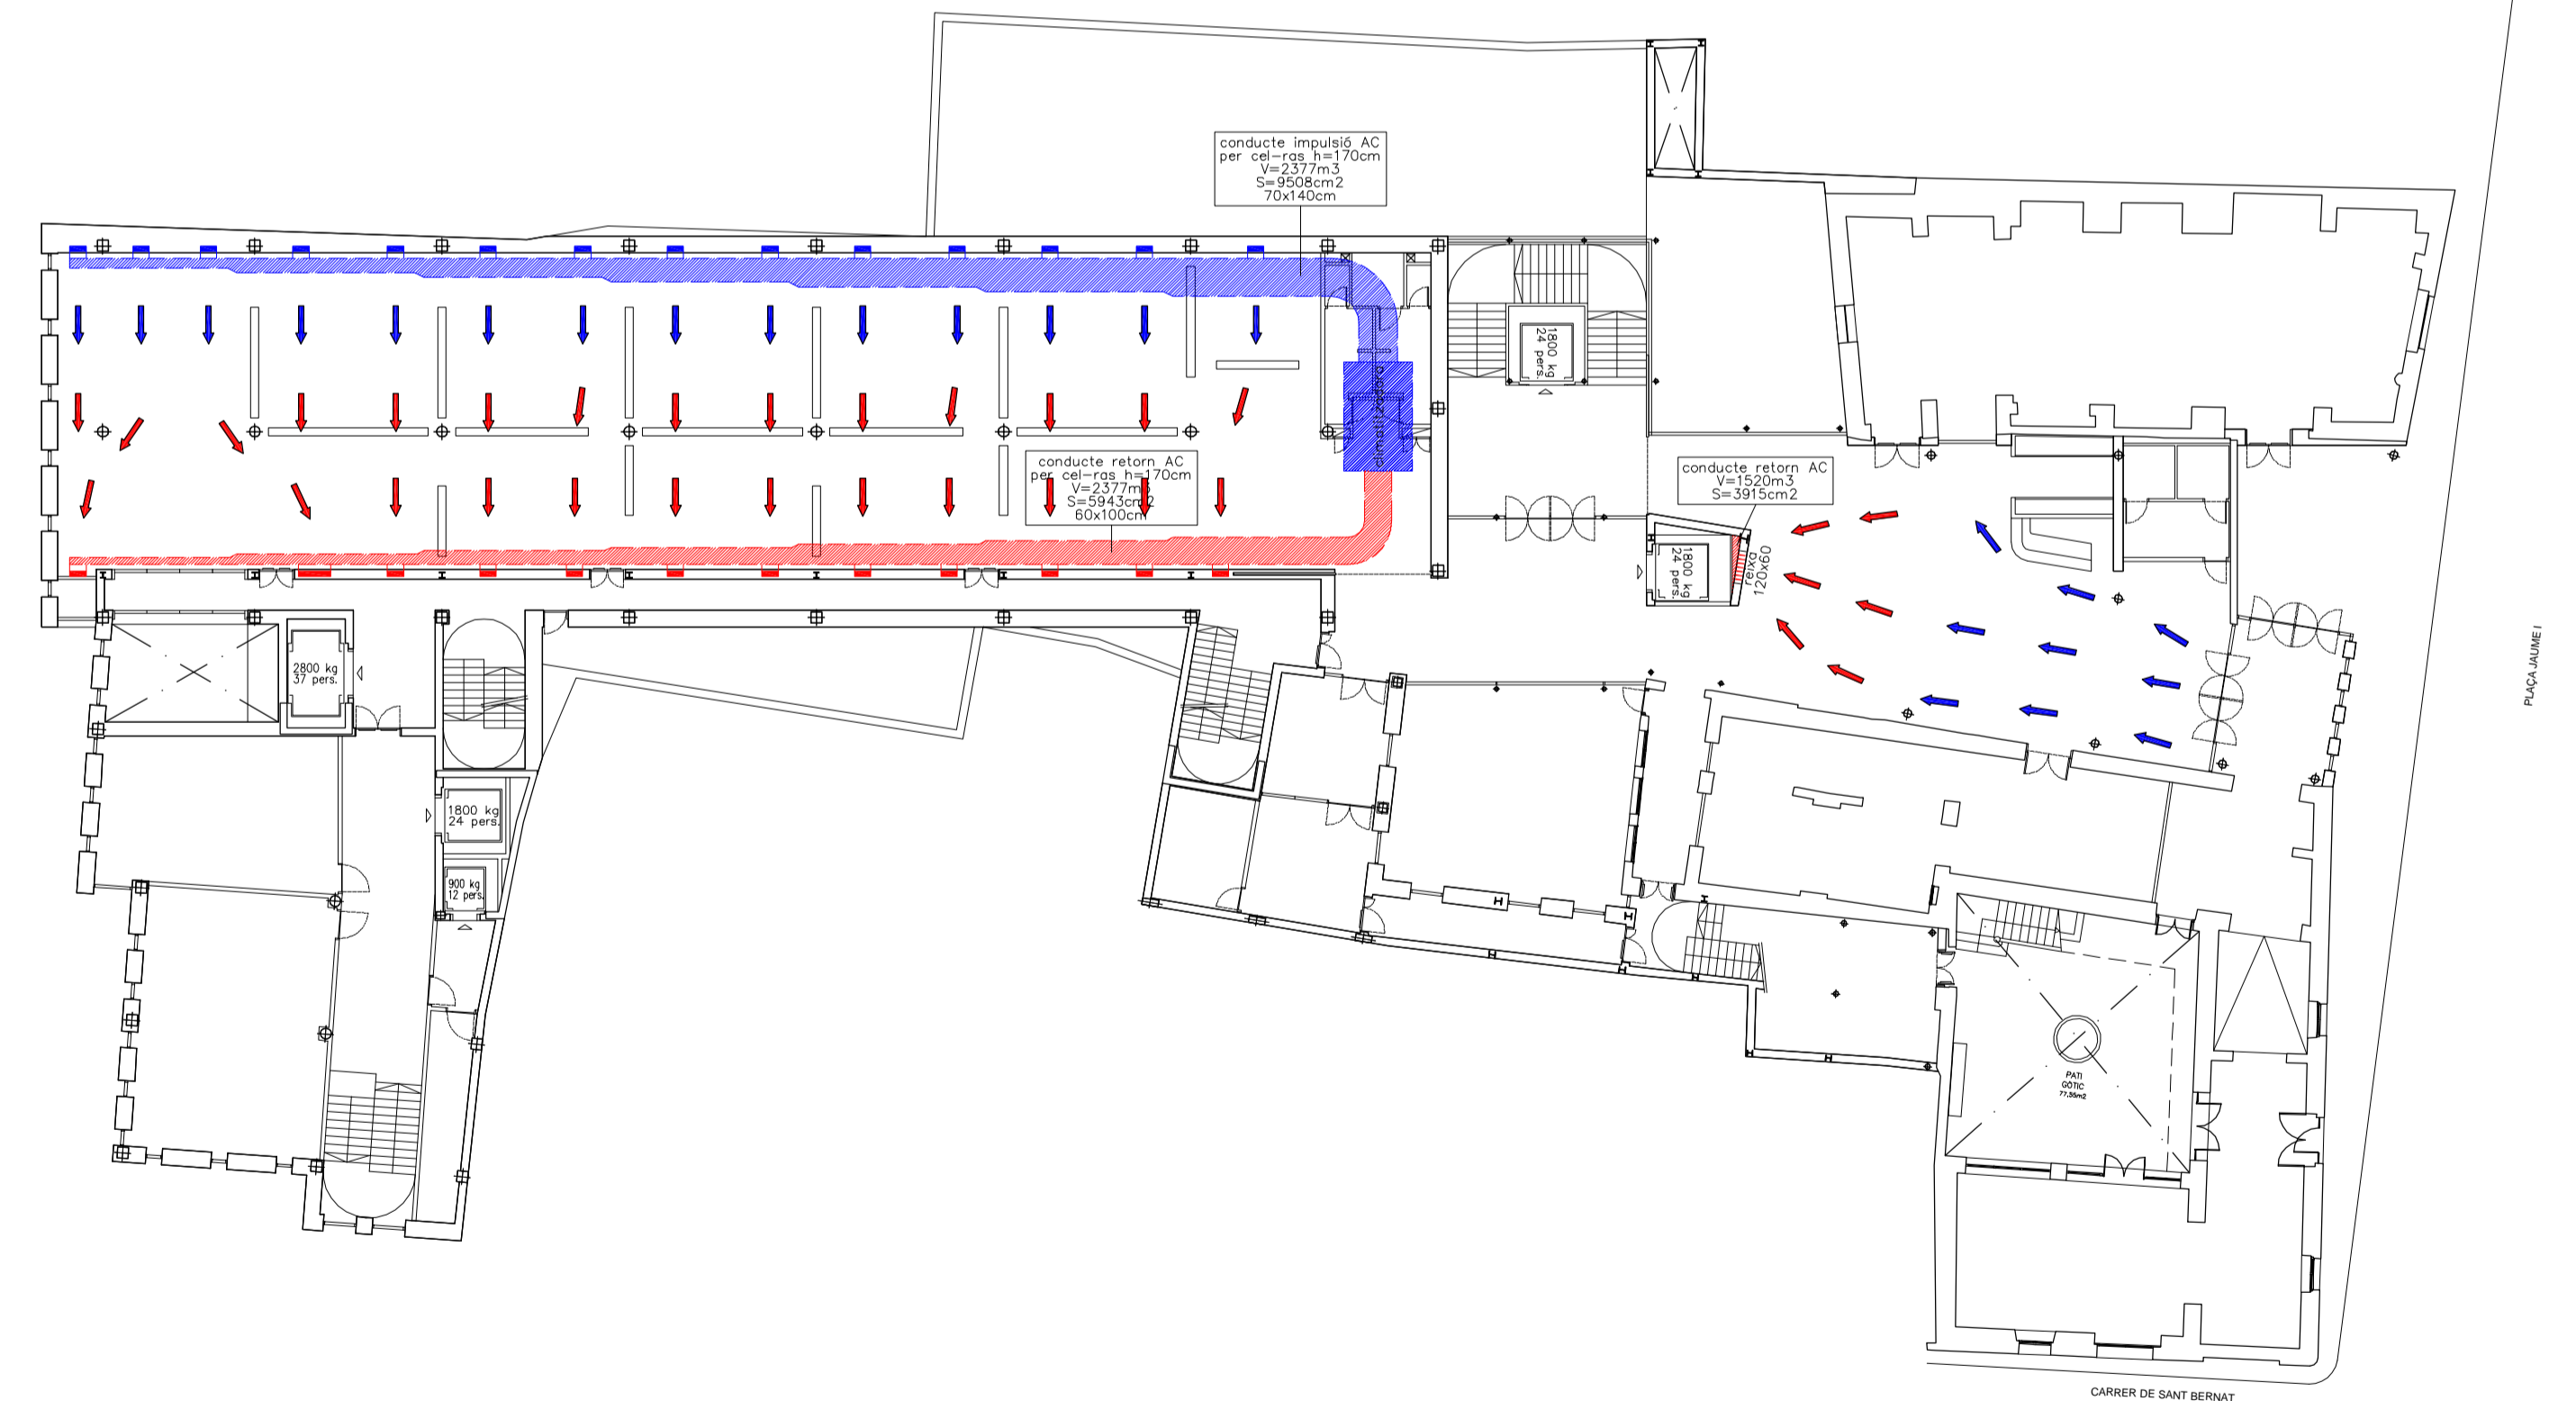 conducte impulsió AC
per cel-ras h=170cm
V=2377m3
S=9508cm2
70x140cm
1800 kg
24 pers.
climatitzadora
conducte retorn AC
per cel-ras h=170cm
V=2377m3
S=5943cm2
60x100cm
conducte retorn AC
V=1520m3
S=3915cm2
1800 kg
24 pers.
reixa
120x60
2800 kg
37 pers.
1800 kg
24 pers.
900 kg
12 pers.
PLAÇA JAUME I
PATI
GÒTIC
77,55m2
CARRER DE SANT BERNAT